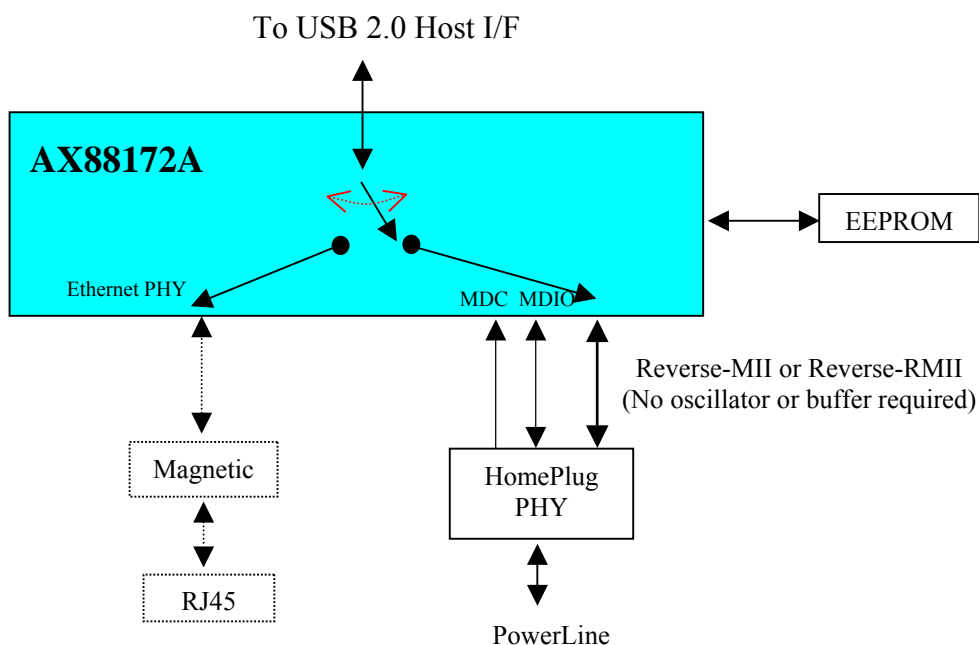 To USB 2.0 Host I/F
AX88172A
EEPROM
Ethernet PHY
MDC MDIO
Reverse-MII or Reverse-RMII
(No oscillator or buffer required)
Magnetic
HomePlug
PHY
RJ45
PowerLine